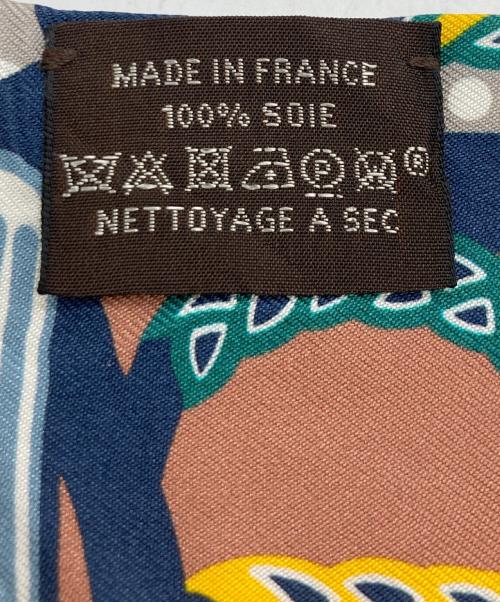 MADE IN FRANCE
100% SOIE
P ®
NETTOYAGE A SEC